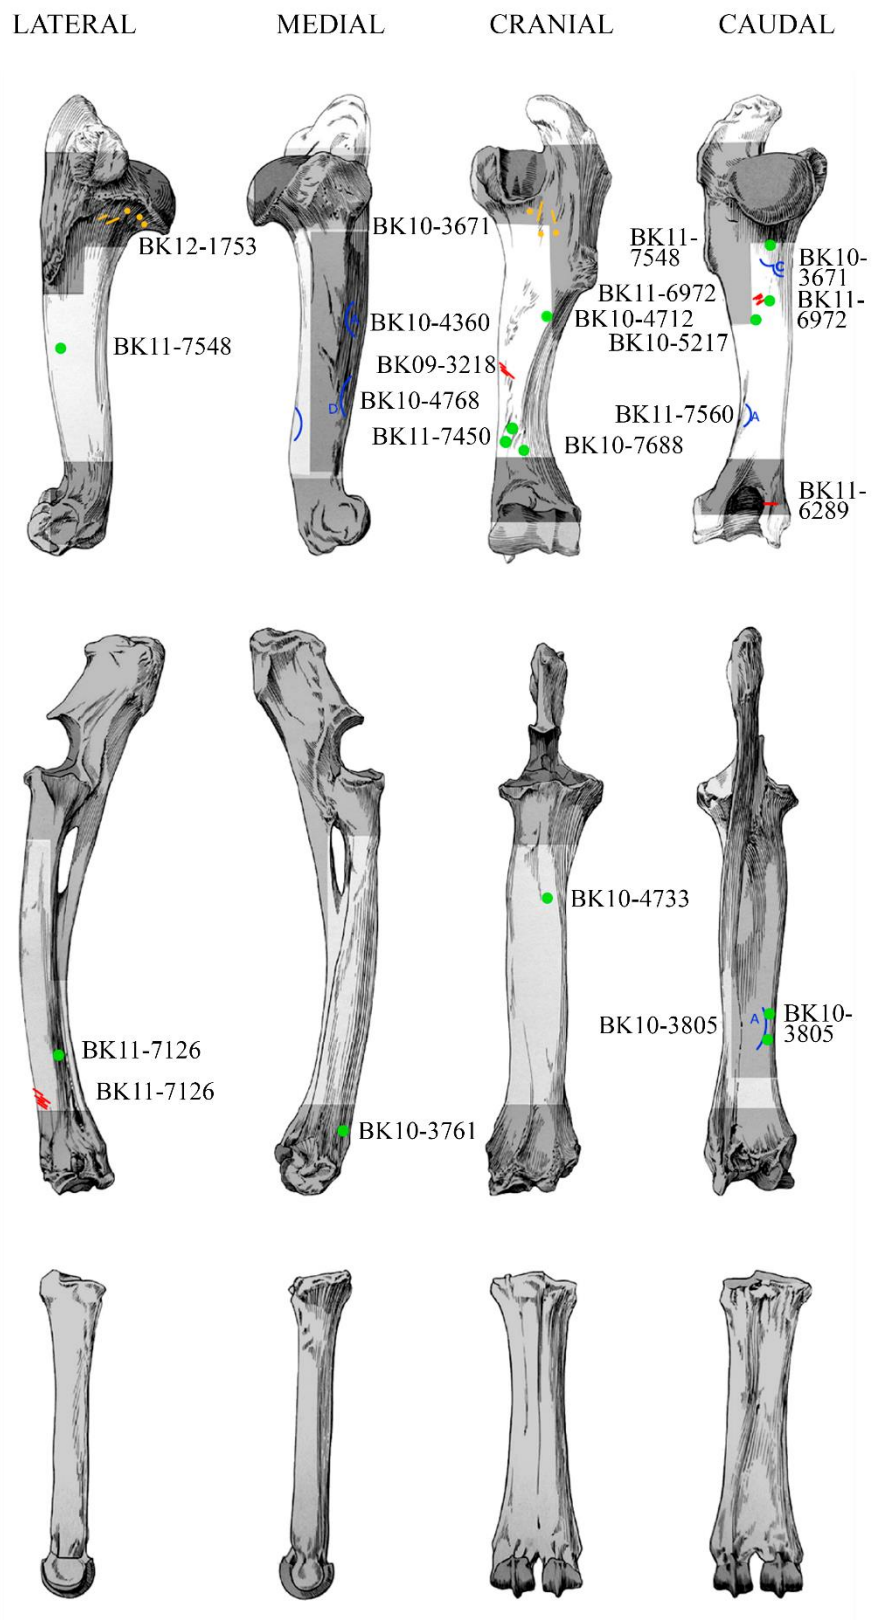 LATERAL MEDIAL CRANIAL CAUDAL
BK12-1753
BK10-3671
BK11-
7548
BK10-
3671
BK11-6972
BK11-
6972
BK10-4360
BK10-4712
BK10-5217
BK11-7548
BK09-3218
BK10-4768
BK11-7560
BK11-7450
BK10-7688
BK11-
6289
A
D
C
A
BK10-4733
BK10-3805
A
BK10-
3805
BK11-7126
BK11-7126
BK10-3761